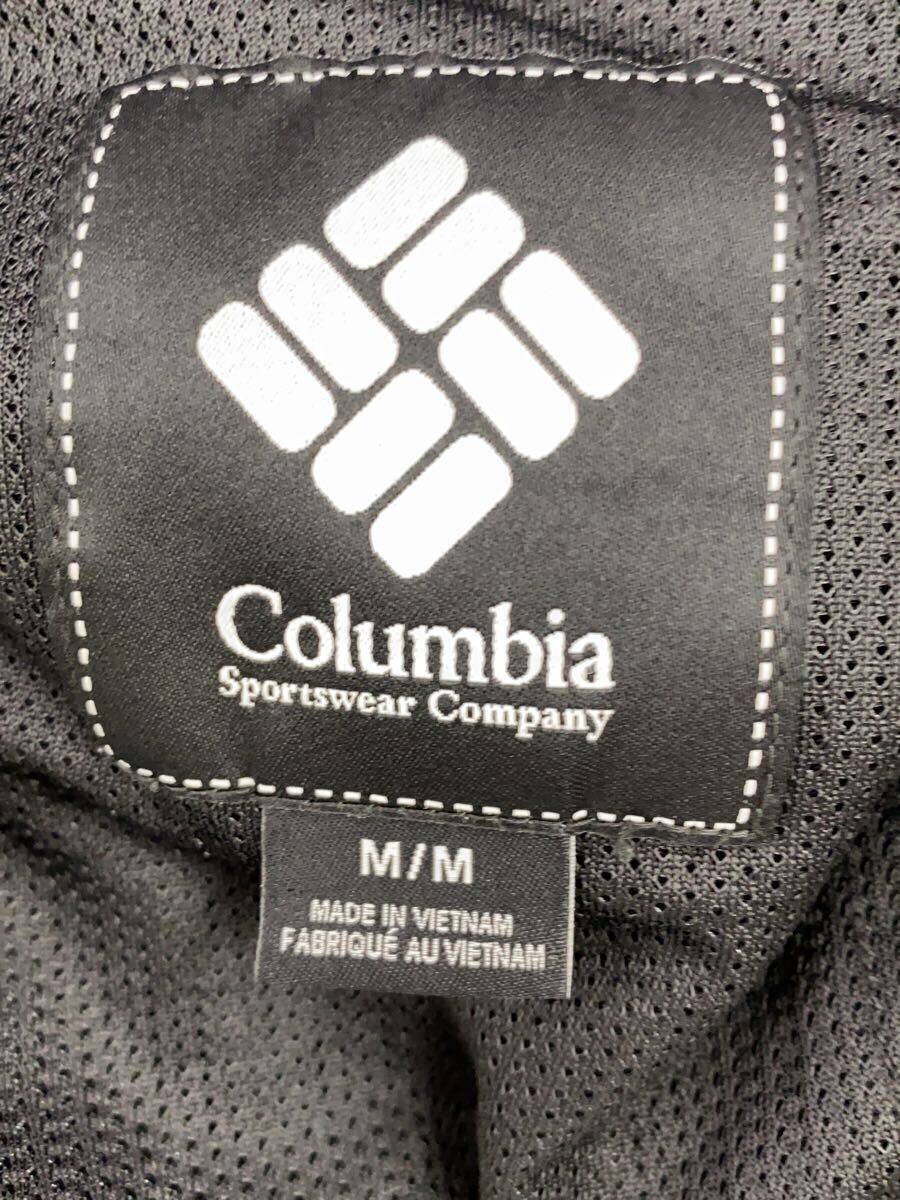 Columbia
Sportswear Company
M/M
MADE IN VIETNAM
FABRIQUÉ AU VIETNAM